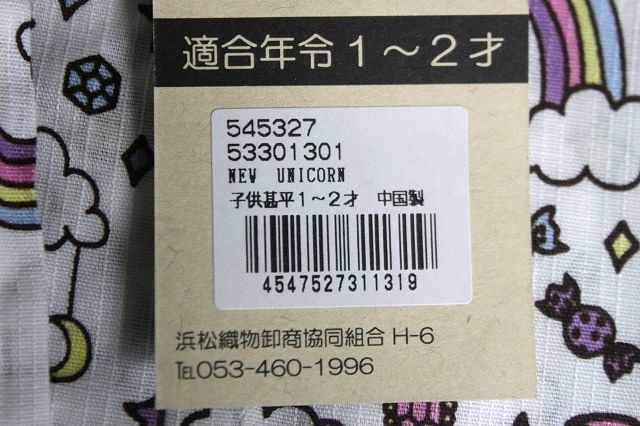 適合年令1～2才
545327
53301301
NEW UNICORN
子供甚平1～2才 中国製
4547527311319
浜松織物卸商協同組合 H-6
TEL053-460-1996